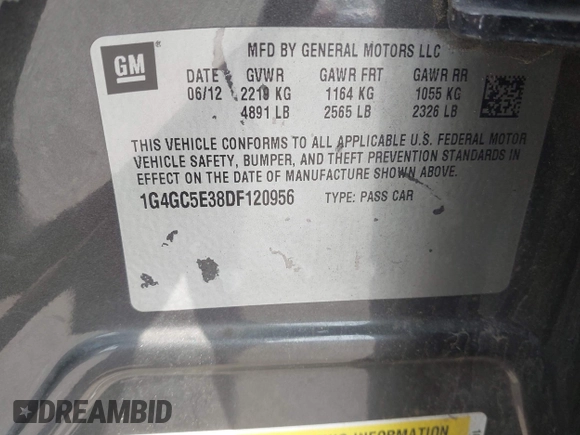 GM
MFD BY GENERAL MOTORS LLC
DATE GVWR GAWR FRT GAWR RR
06/12 2219 KG 1164 KG 1055 KG
4891 LB 2565 LB 2326 LB
THIS VEHICLE CONFORMS TO ALL APPLICABLE U.S. FEDERAL MOTOR
VEHICLE SAFETY, BUMPER, AND THEFT PREVENTION STANDARDS IN
EFFECT ON THE DATE OF MANUFACTURE SHOWN ABOVE.
1G4GC5E38DF120956 TYPE: PASS CAR
INFORMATION
DREAMBID